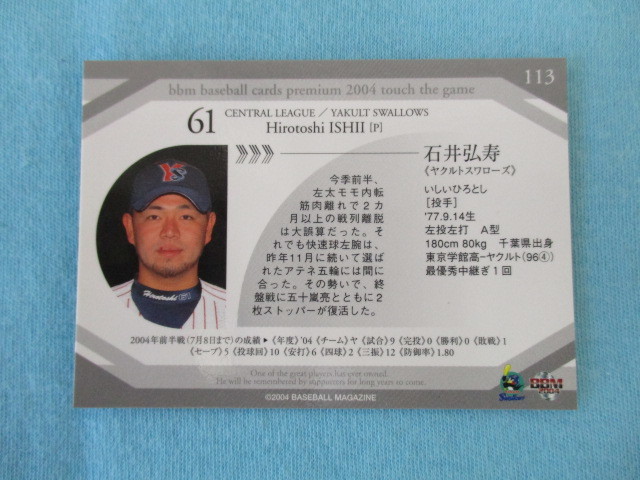 bbm baseball cards premium 2004 touch the game
113
61
CENTRAL LEAGUE / YAKULT SWALLOWS
Hirotoshi ISHII [P]
石井弘寿
《ヤクルトスワローズ》
いしいひろとし
[投手]
'77.9.14生
左投左打 A型
180cm 80kg 千葉県出身
東京学館高-ヤクルト(96④)
最優秀中継ぎ1回
今季前半、
左太モモ内転
筋肉離れで2カ
月以上の戦列離脱
は大誤算だった。そ
れでも快速球左腕は、
昨年11月に続いて選ば
れたアテネ五輪には間に
合った。その勢いで、終
盤戦に五十嵐亮とともに2
枚ストッパーが復活した。
YS
Hirotoshi
2004年前半戦(7月8日まで)の成績▶《年度》'04《チーム》ヤ《試合》9《完投》0《勝利》0《敗戦》1
《セーブ》5《投球回》10《安打》6《四球》2《三振》12《防御率》1.80
One of the great players has ever owned.
He will be remembered by supporters for long years to come.
©2004 BASEBALL MAGAZINE
Swallows
BBM
2004